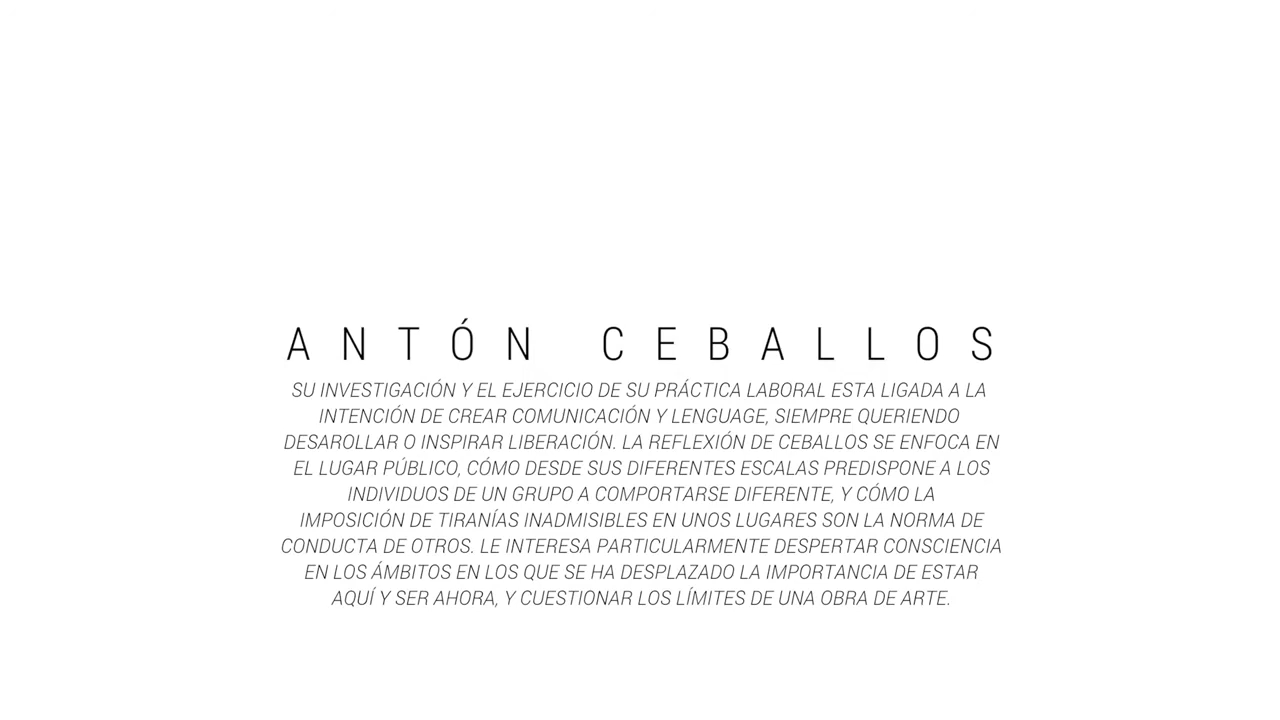 ANTÓN CEBALLOS
SU INVESTIGACIÓN Y EL EJERCICIO DE SU PRÁCTICA LABORAL ESTA LIGADA A LA
INTENCIÓN DE CREAR COMUNICACIÓN Y LENGUAGE, SIEMPRE QUERIENDO
DESAROLLAR O INSPIRAR LIBERACIÓN. LA REFLEXIÓN DE CEBALLOS SE ENFOCA EN
EL LUGAR PÚBLICO, CÓMO DESDE SUS DIFERENTES ESCALAS PREDISPONE A LOS
INDIVIDUOS DE UN GRUPO A COMPORTARSE DIFERENTE, Y CÓMO LA
IMPOSICIÓN DE TIRANÍAS INADMISIBLES EN UNOS LUGARES SON LA NORMA DE
CONDUCTA DE OTROS. LE INTERESA PARTICULARMENTE DESPERTAR CONSCIENCIA
EN LOS ÁMBITOS EN LOS QUE SE HA DESPLAZADO LA IMPORTANCIA DE ESTAR
AQUÍ Y SER AHORA, Y CUESTIONAR LOS LÍMITES DE UNA OBRA DE ARTE.